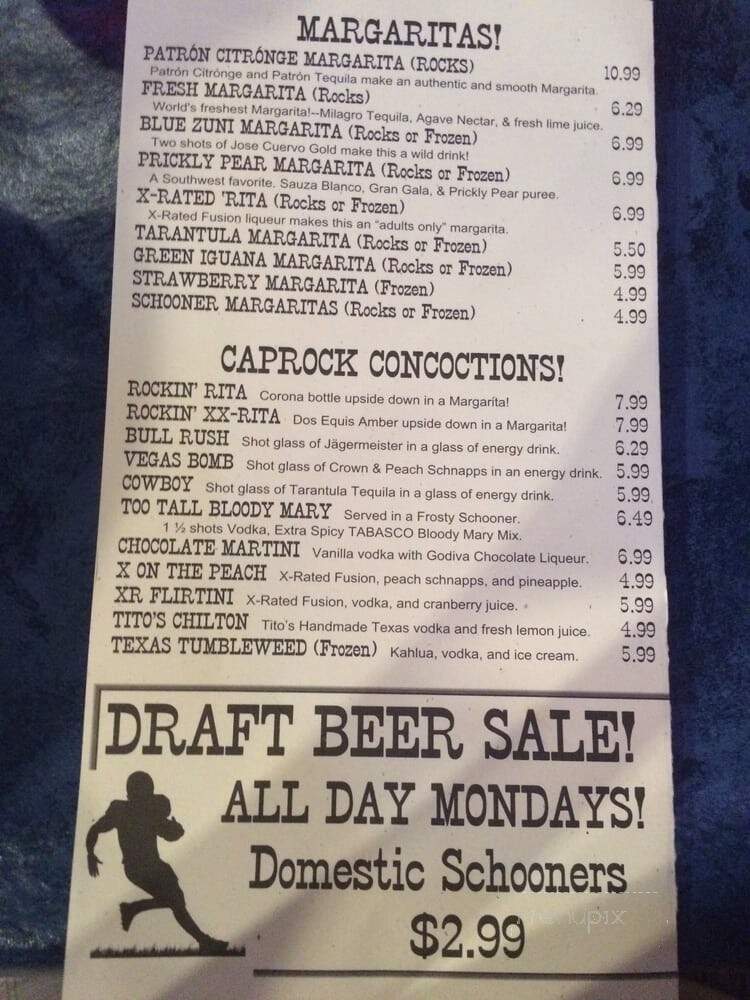 MARGARITAS!
PATRÓN CITRÓNGE MARGARITA (ROCKS) 10.99
Patrón Citrónge and Patrón Tequila make an authentic and smooth Margarita.
FRESH MARGARITA (Rocks) 6.29
World's freshest Margarita!--Milagro Tequila, Agave Nectar, & fresh lime juice.
BLUE ZUNI MARGARITA (Rocks or Frozen) 6.99
Two shots of Jose Cuervo Gold make this a wild drink!
PRICKLY PEAR MARGARITA (Rocks or Frozen) 6.99
A Southwest favorite. Sauza Blanco, Gran Gala, & Prickly Pear puree.
X-RATED 'RITA (Rocks or Frozen) 6.99
X-Rated Fusion liqueur makes this an "adults only" margarita.
TARANTULA MARGARITA (Rocks or Frozen) 5.50
GREEN IGUANA MARGARITA (Rocks or Frozen) 5.99
STRAWBERRY MARGARITA (Frozen) 4.99
SCHOONER MARGARITAS (Rocks or Frozen) 4.99
CAPROCK CONCOCTIONS!
ROCKIN' RITA Corona bottle upside down in a Margarita! 7.99
ROCKIN' XX-RITA Dos Equis Amber upside down in a Margarita! 7.99
BULL RUSH Shot glass of Jägermeister in a glass of energy drink. 6.29
VEGAS BOMB Shot glass of Crown & Peach Schnapps in an energy drink. 5.99
COWBOY Shot glass of Tarantula Tequila in a glass of energy drink. 5.99
TOO TALL BLOODY MARY Served in a Frosty Schooner. 6.49
1 ½ shots Vodka, Extra Spicy TABASCO Bloody Mary Mix.
CHOCOLATE MARTINI Vanilla vodka with Godiva Chocolate Liqueur. 6.99
X ON THE PEACH X-Rated Fusion, peach schnapps, and pineapple. 4.99
XR FLIRTINI X-Rated Fusion, vodka, and cranberry juice. 5.99
TITO'S CHILTON Tito's Handmade Texas vodka and fresh lemon juice. 4.99
TEXAS TUMBLEWEED (Frozen) Kahlua, vodka, and ice cream. 5.99
DRAFT BEER SALE!
ALL DAY MONDAYS!
Domestic Schooners
$2.99
menupix